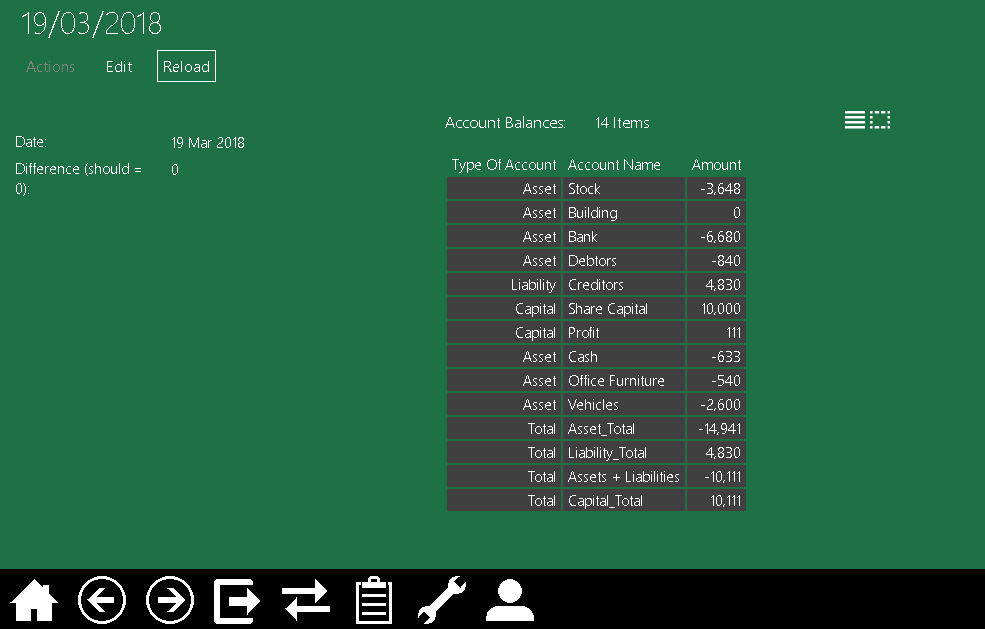 19/03/2018
Actions Edit Reload
Account Balances: 14 Items
Date: 19 Mar 2018
Difference (should = 0): 0
Type Of Account Account Name Amount
Asset Stock -3,648
Asset Building 0
Asset Bank -6,680
Asset Debtors -840
Liability Creditors 4,830
Capital Share Capital 10,000
Capital Profit 111
Asset Cash -633
Asset Office Furniture -540
Asset Vehicles -2,600
Total Asset_Total -14,941
Total Liability_Total 4,830
Total Assets + Liabilities -10,111
Total Capital_Total 10,111